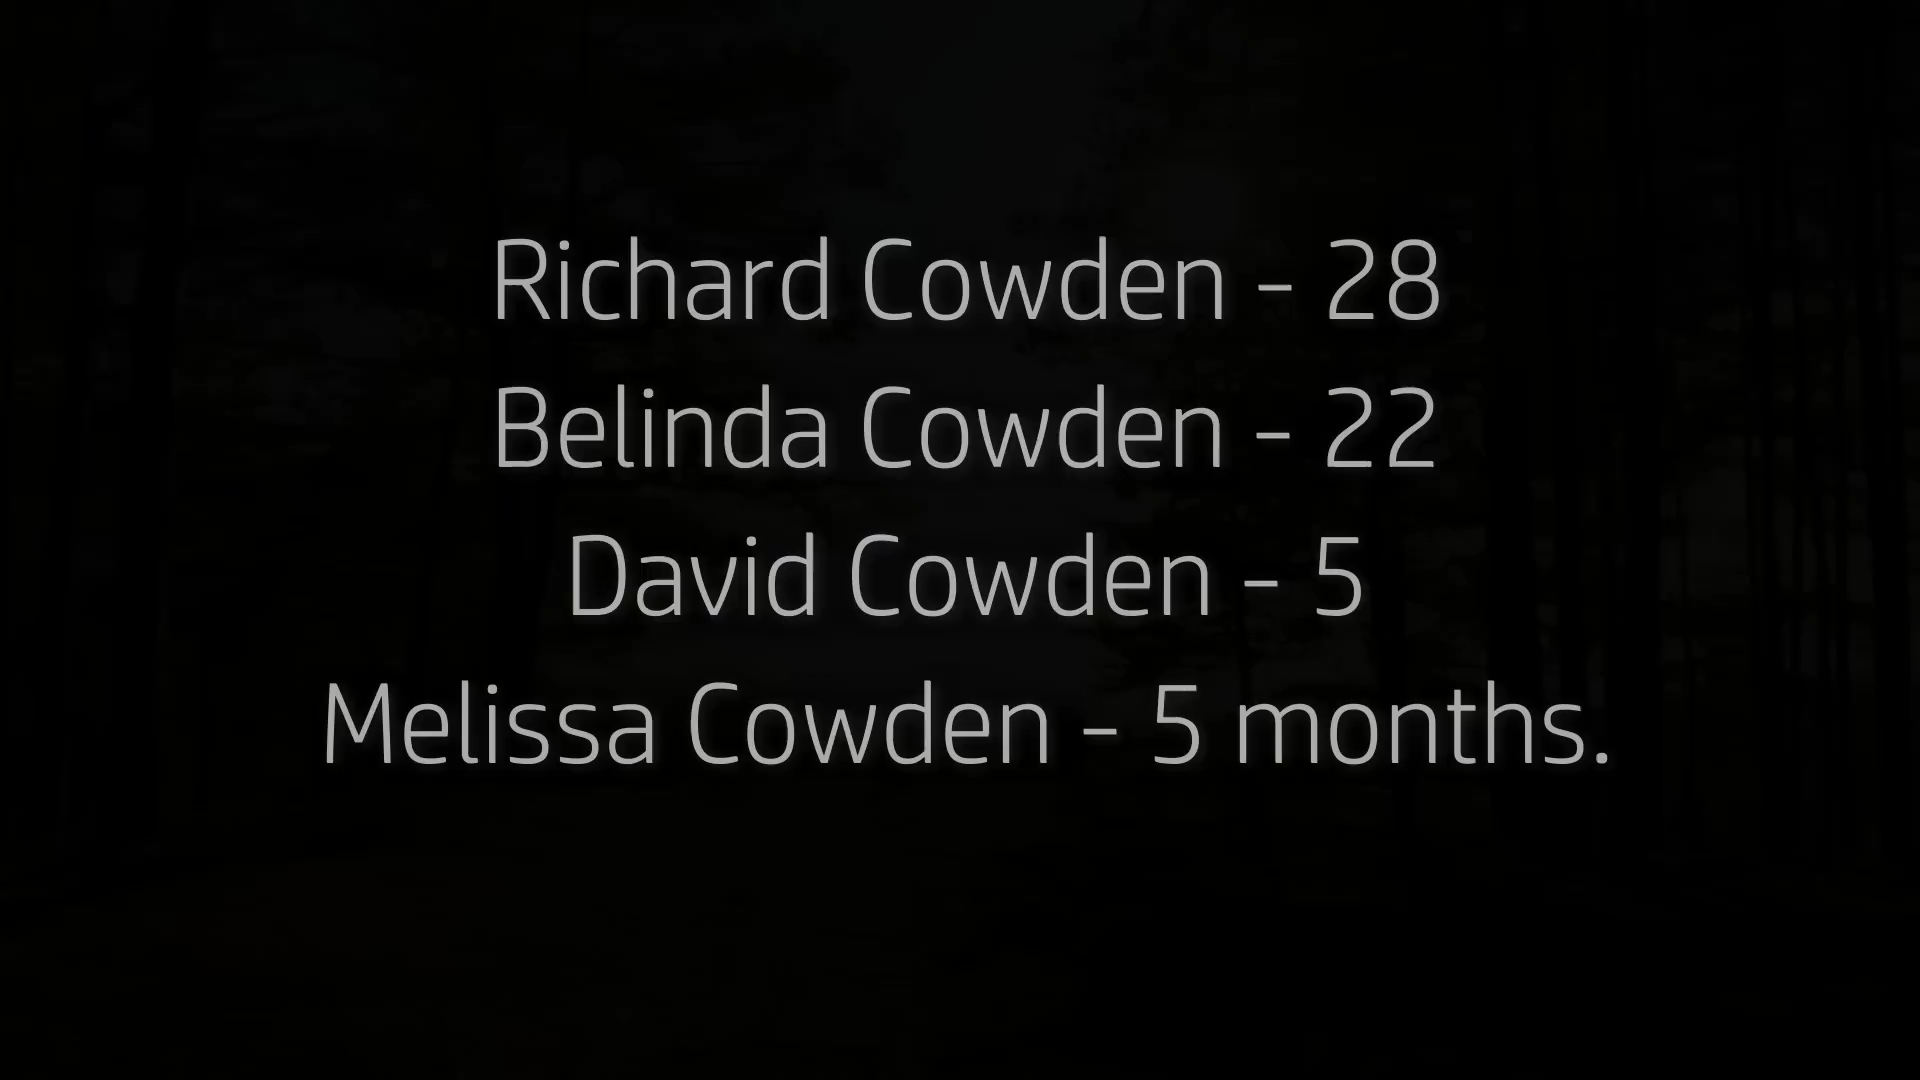 Richard Cowden - 28
Belinda Cowden - 22
David Cowden - 5
Melissa Cowden - 5 months.